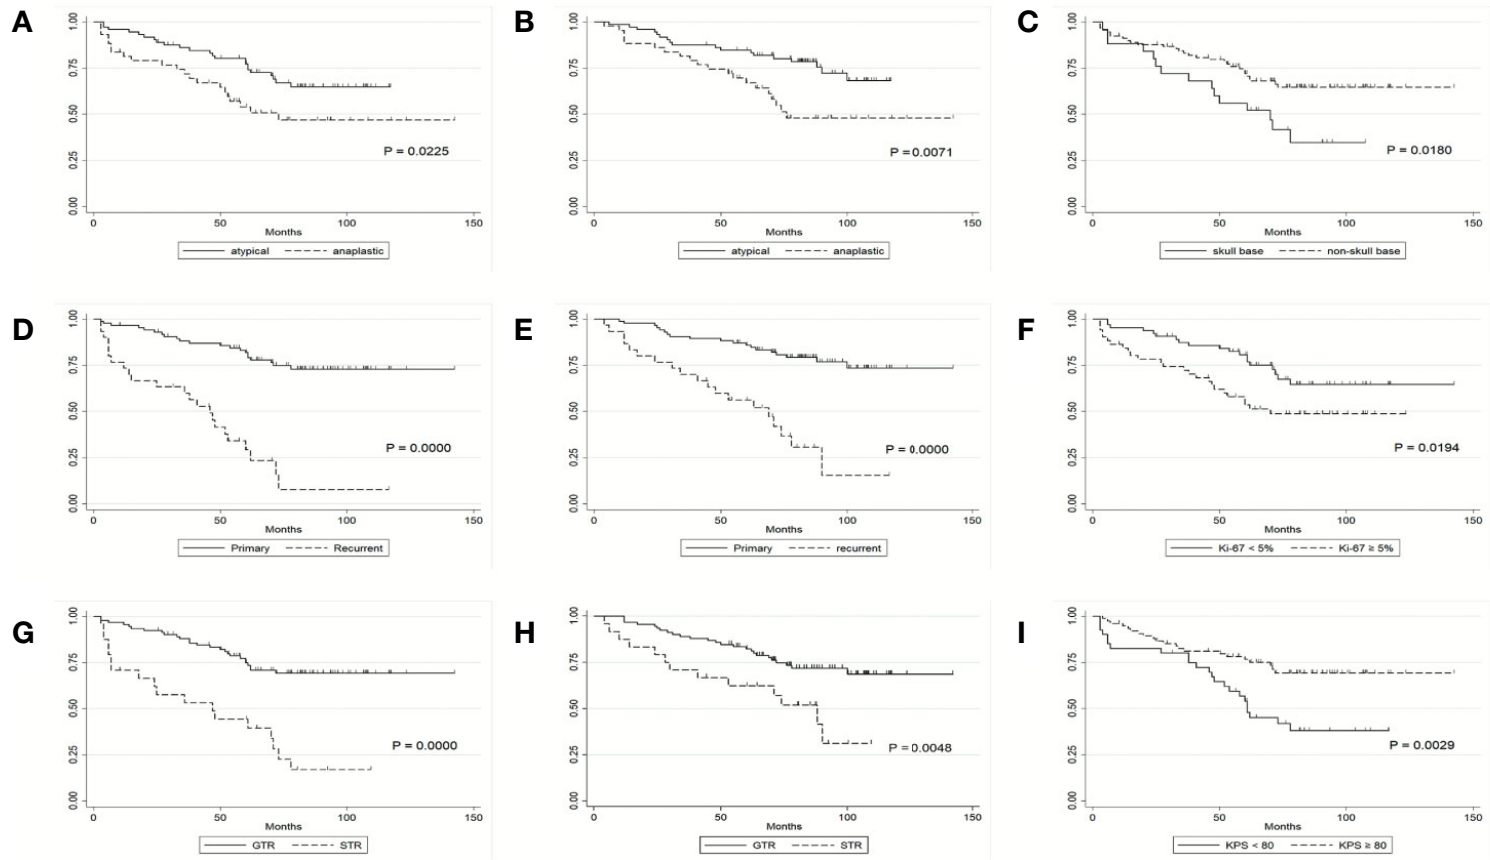 A
1.00
0.75
0.50
0.25
0.00
P = 0.0225
0 50 100 150
Months
atypical anaplastic
B
1.00
0.75
0.50
0.25
0.00
P = 0.0071
0 50 100 150
Months
atypical anaplastic
C
1.00
0.75
0.50
0.25
0.00
P = 0.0180
0 50 100 150
Months
skull base non-skull base
D
1.00
0.75
0.50
0.25
0.00
P = 0.0000
0 50 100 150
Months
Primary Recurrent
E
1.00
0.75
0.50
0.25
0.00
P = 0.0000
0 50 100 150
Months
Primary recurrent
F
1.00
0.75
0.50
0.25
0.00
P = 0.0194
0 50 100 150
Months
Ki-67 < 5% Ki-67 ≥ 5%
G
1.00
0.75
0.50
0.25
0.00
P = 0.0000
0 50 100 150
Months
GTR STR
H
1.00
0.75
0.50
0.25
0.00
P = 0.0048
0 50 100 150
Months
GTR STR
I
1.00
0.75
0.50
0.25
0.00
P = 0.0029
0 50 100 150
Months
KPS < 80 KPS ≥ 80